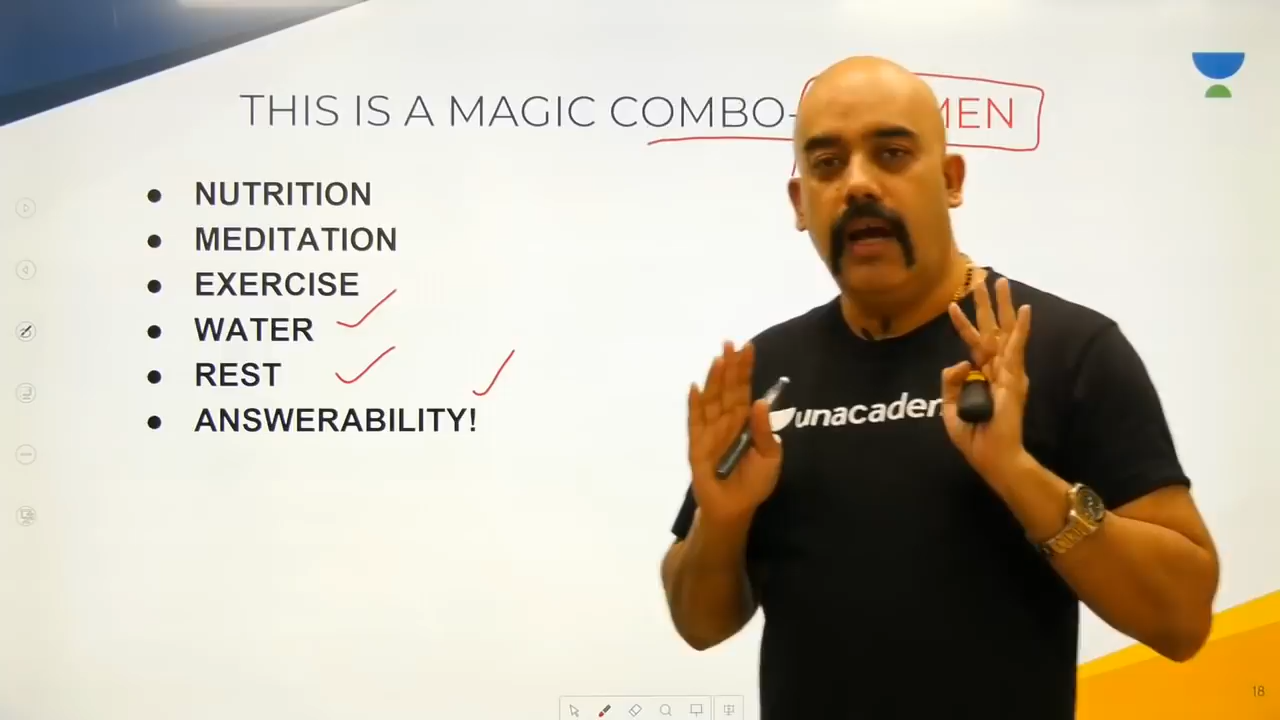 THIS IS A MAGIC COMBO-
NUTRITION
MEDITATION
EXERCISE
WATER
REST
ANSWERABILITY!
18